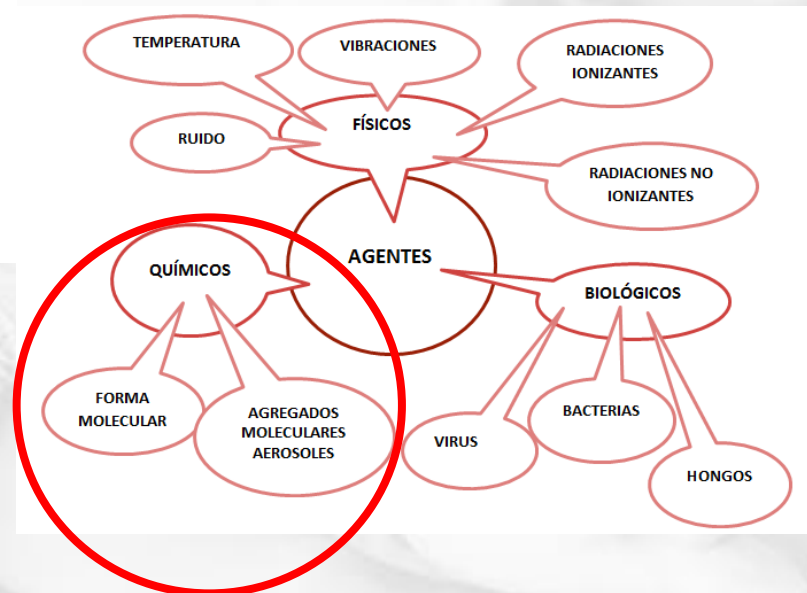 TEMPERATURA
VIBRACIONES
RADIACIONES
IONIZANTES
FÍSICOS
RUIDO
RADIACIONES NO
IONIZANTES
AGENTES
QUÍMICOS
BIOLÓGICOS
FORMA
MOLECULAR
AGREGADOS
MOLECULARES
AEROSOLES
VIRUS
BACTERIAS
HONGOS